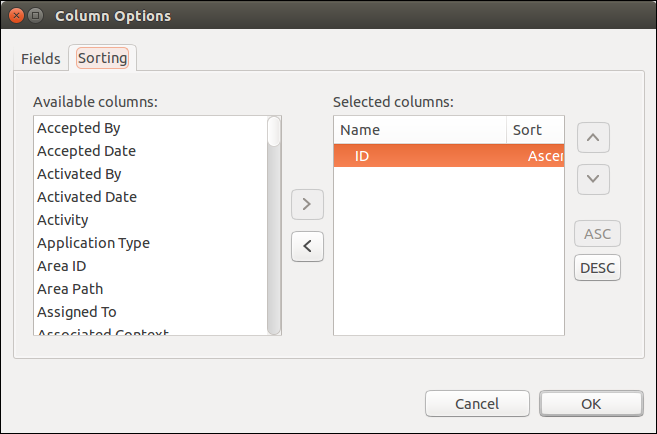 Column Options
Fields
Sorting
Available columns:
Accepted By
Accepted Date
Activated By
Activated Date
Activity
Application Type
Area ID
Area Path
Assigned To
Associated Context
Selected columns:
Name Sort
ID Ascen
ASC
DESC
Cancel
OK